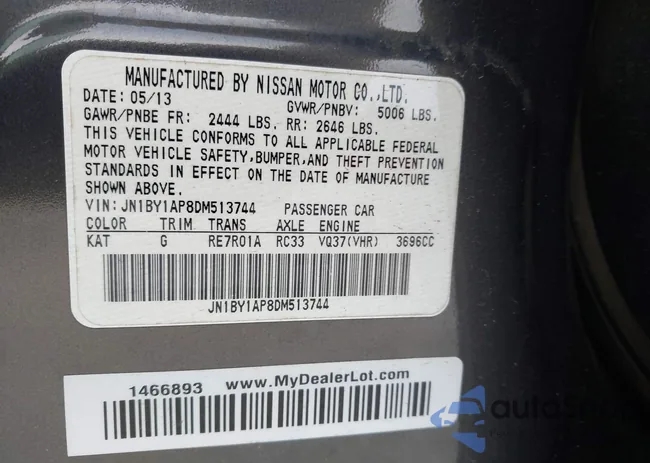 MANUFACTURED BY NISSAN MOTOR CO.,LTD.
DATE: 05/13 GVWR/PNBV: 5006 LBS.
GAWR/PNBE FR: 2444 LBS. RR: 2646 LBS.
THIS VEHICLE CONFORMS TO ALL APPLICABLE FEDERAL
MOTOR VEHICLE SAFETY,BUMPER,AND THEFT PREVENTION
STANDARDS IN EFFECT ON THE DATE OF MANUFACTURE
SHOWN ABOVE.
VIN: JN1BY1AP8DM513744 PASSENGER CAR
COLOR TRIM TRANS AXLE ENGINE
KAT G RE7R01A RC33 VQ37(VHR) 3696CC
JN1BY1AP8DM513744
1466893 www.MyDealerLot.com